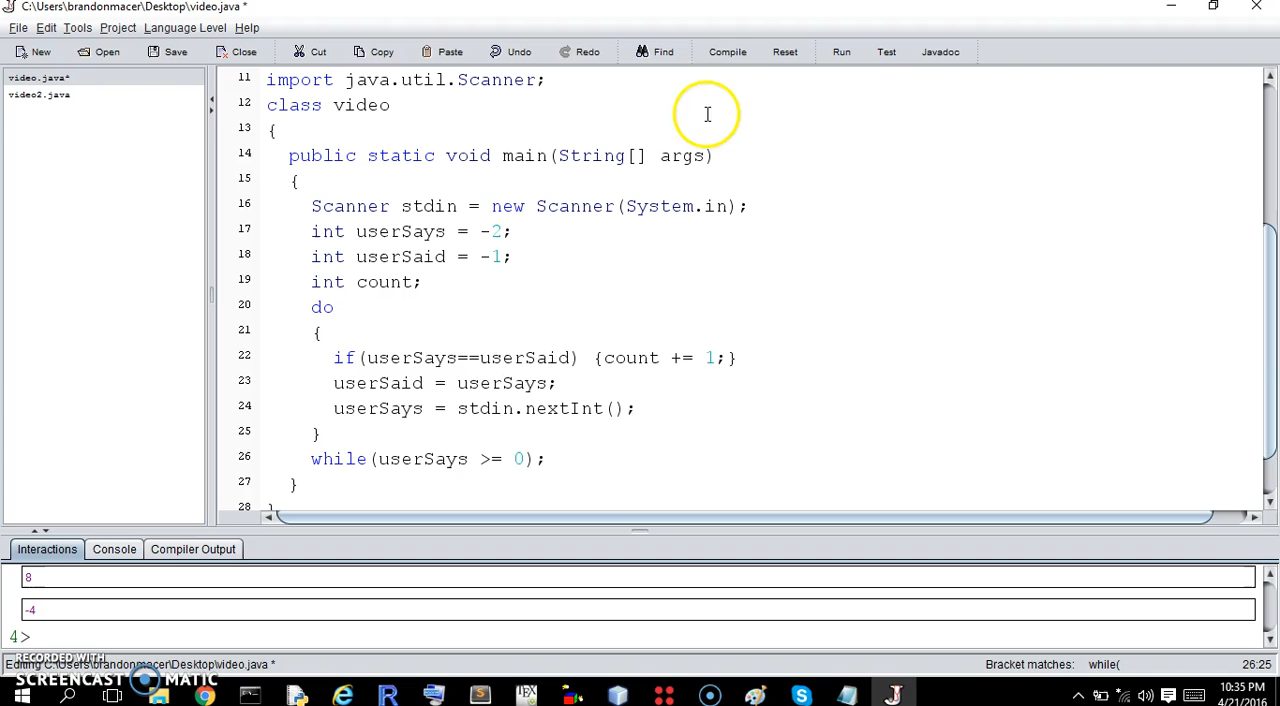 C:\Users\brandonmacer\Desktop\video.java *
File Edit Tools Project Language Level Help
New Open Save Close Cut Copy Paste Undo Redo Find Compile Reset Run Test Javadoc
video.java*
video2.java
11 import java.util.Scanner;
12 class video
13 {
14 public static void main(String[] args)
15 {
16 Scanner stdin = new Scanner(System.in);
17 int userSays = -2;
18 int userSaid = -1;
19 int count;
20 do
21 {
22 if(userSays==userSaid) {count += 1;}
23 userSaid = userSays;
24 userSays = stdin.nextInt();
25 }
26 while(userSays >= 0);
27 }
28 }
Interactions Console Compiler Output
8
-4
4>
Editing C:\Users\brandonmacer\Desktop\video.java * Bracket matches: while( 26:25
RECORDED WITH
SCREENCAST MATIC
10:35 PM
4/21/2016